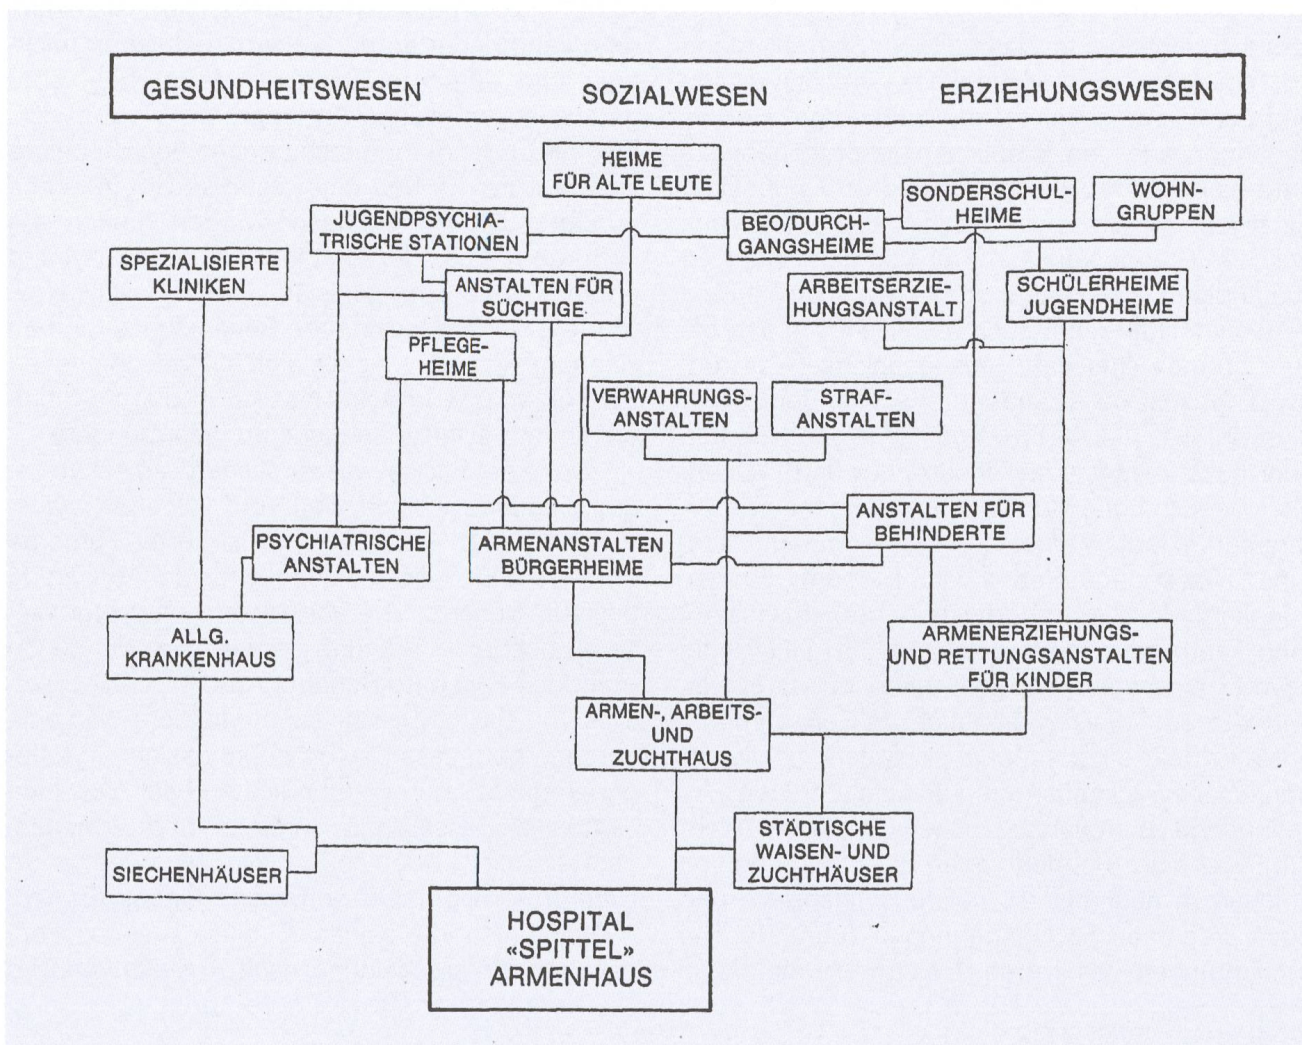 GESUNDHEITSWESEN SOZIALWESEN ERZIEHUNGSWESEN
HEIME
FÜR ALTE LEUTE
JUGENDPSYCHIA-
TRISCHE STATIONEN
BEO/DURCH-
GANGSHEIME
SONDERSCHUL-
HEIME
WOHN-
GRUPPEN
SPEZIALISIERTE
KLINIKEN
ANSTALTEN FÜR
SÜCHTIGE
ARBEITSERZIE-
HUNGSANSTALT
SCHÜLERHEIME
JUGENDHEIME
PFLEGE-
HEIME
VERWAHRUNGS-
ANSTALTEN
STRAF-
ANSTALTEN
PSYCHIATRISCHE
ANSTALTEN
ARMENANSTALTEN
BÜRGERHEIME
ANSTALTEN FÜR
BEHINDERTE
ALLG.
KRANKENHAUS
ARMENERZIEHUNGS-
UND RETTUNGSANSTALTEN
FÜR KINDER
ARMEN-, ARBEITS-
UND
ZUCHTHAUS
SIECHENHÄUSER
STÄDTISCHE
WAISEN- UND
ZUCHTHÄUSER
HOSPITAL
«SPITTEL»
ARMENHAUS